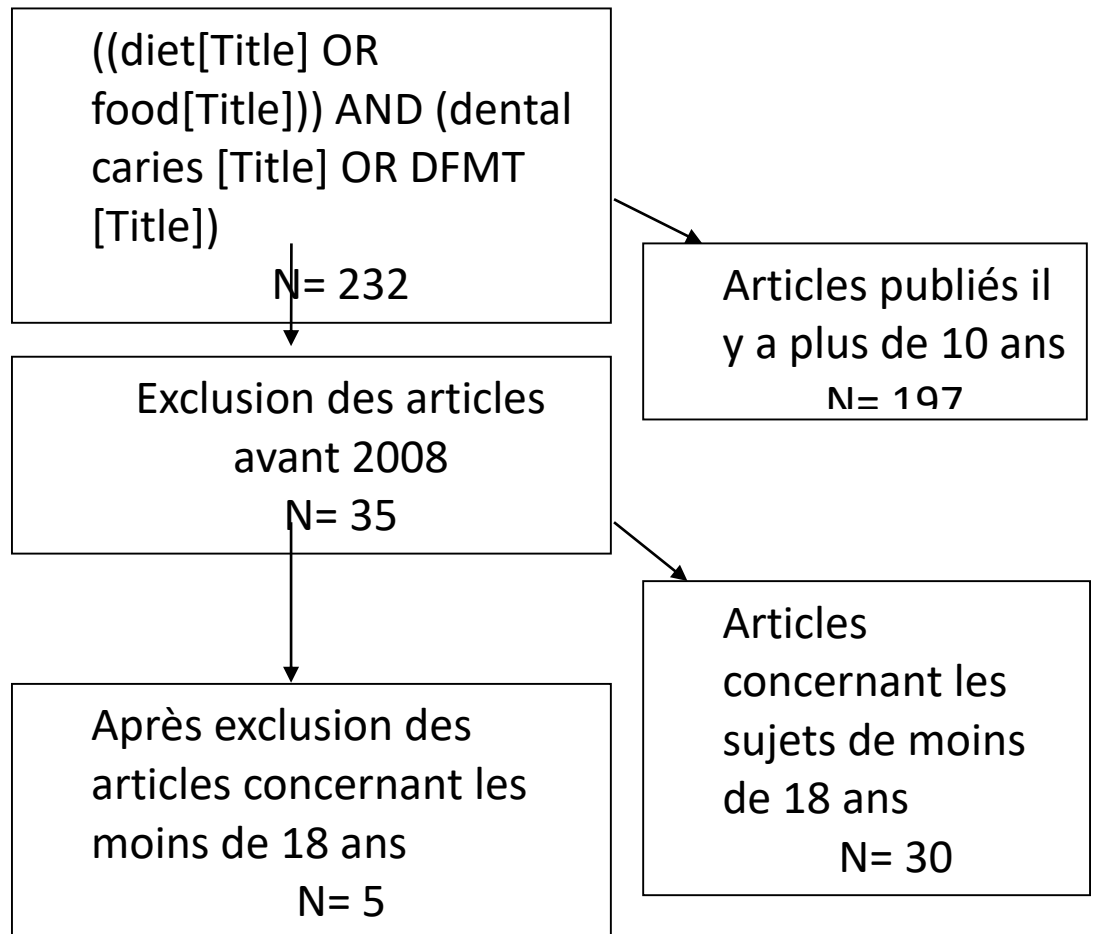 ((diet[Title] OR
food[Title])) AND (dental
caries [Title] OR DFMT
[Title])
N= 232
Articles publiés il
y a plus de 10 ans
N= 197
Exclusion des articles
avant 2008
N= 35
Articles
concernant les
sujets de moins
de 18 ans
N= 30
Après exclusion des
articles concernant les
moins de 18 ans
N= 5